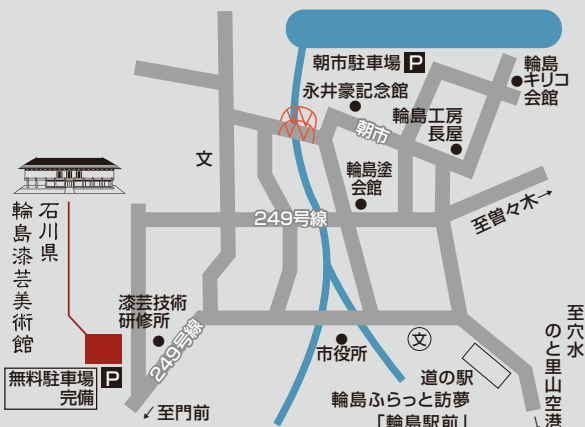 朝市駐車場 P
輪島
キリコ
会館
永井豪記念館
輪島工房
長屋
朝市
文
輪島塗
会館
249号線
至曽々木→
石川県
輪島漆芸美術館
漆芸技術
研修所
249号線
市役所
文
至穴水
のと里山空港
道の駅
輪島ふらっと訪夢
「輪島駅前」
無料駐車場
完備
P
↙至門前